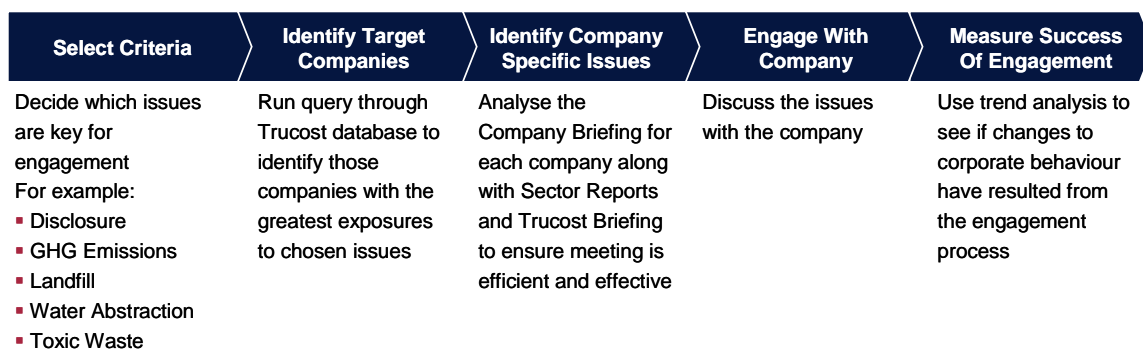 Select Criteria
Decide which issues
are key for
engagement
For example:
▪ Disclosure
▪ GHG Emissions
▪ Landfill
▪ Water Abstraction
▪ Toxic Waste
Identify Target
Companies
Run query through
Trucost database to
identify those
companies with the
greatest exposures
to chosen issues
Identify Company
Specific Issues
Analyse the
Company Briefing for
each company along
with Sector Reports
and Trucost Briefing
to ensure meeting is
efficient and effective
Engage With
Company
Discuss the issues
with the company
Measure Success
Of Engagement
Use trend analysis to
see if changes to
corporate behaviour
have resulted from
the engagement
process